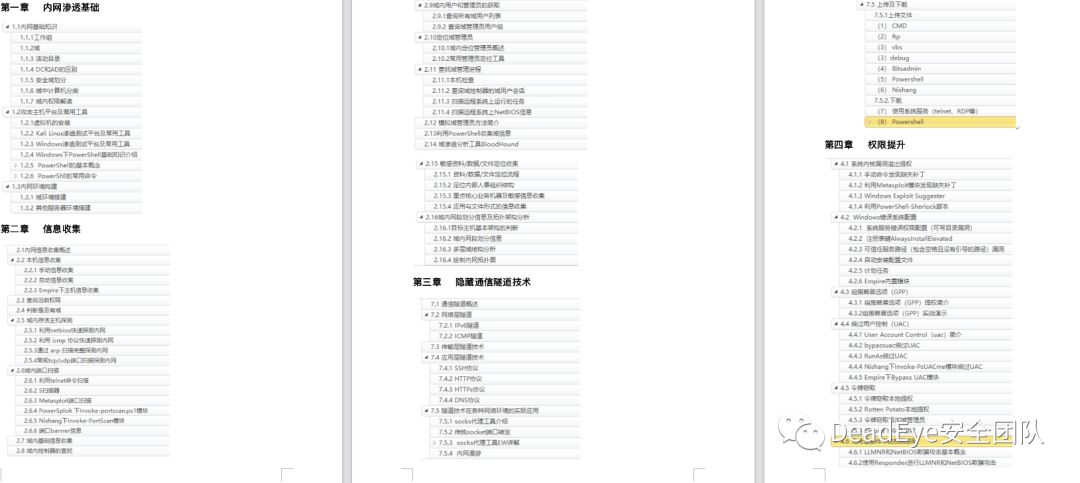 第一章 内网渗透基础
1.1内网基础知识
1.1.1工作组
1.1.2域
1.1.3 活动目录
1.1.4 DC和AD的区别
1.1.5 安全域划分
1.1.6 域中计算机分类
1.1.7 域内权限解读
1.2攻击主机平台及常用工具
1.2.1虚拟机的安装
1.2.2 Kali Linux渗透测试平台及常用工具
1.2.3 Windows渗透测试平台及常用工具
1.2.4 Windows下PowerShell基础知识介绍
1.2.5 PowerShell的基本概念
1.2.6 PowerShll的常用命令
1.3内网环境构建
1.3.1 域环境搭建
1.3.2 其他服务器环境搭建
第二章 信息收集
2.1内网信息收集概述
2.2 本机信息收集
2.2.1 手动信息收集
2.2.2 自动信息收集
2.2.3 Empire下主机信息收集
2.3 查询当前权限
2.4 判断是否有域
2.5 域内存活主机探测
2.5.1 利用netbios快速探测内网
2.5.2 利用 icmp 协议快速探测内网
2.5.3通过 arp 扫描完整探测内网
2.5.4常规tcp/udp端口扫描探测内网
2.6域内端口扫描
2.6.1 利用telnet命令扫描
2.6.2 S扫描器
2.6.3 Metasploit端口扫描
2.6.4 PowerSploit 下Invoke-portscan.ps1模块
2.6.5 Nishang下Invoke-PortScan模块
2.6.6 端口banner信息
2.7 域内基础信息收集
2.8 域内控制器的查找
2.9域内用户和管理员的获取
2.9.1查询所有域用户列表
2.9.2 查询域管理员用户组
2.10定位域管理员
2.10.1域内定位管理员概述
2.10.2常用管理员定位工具
2.11 查找域管理进程
2.11.1本机检查
2.11.2 查询域控制器的域用户会话
2.11.3 扫描远程系统上运行的任务
2.11.4 扫描远程系统上NetBIOS信息
2.12 模拟域管理员方法简介
2.13利用PowerShell收集域信息
2.14 域渗透分析工具BloodHound
2.15 敏感资料/数据/文件定位收集
2.15.1 资料/数据/文件定位流程
2.15.2 定位内部人事组织结构
2.15.3 重点核心业务机器及敏感信息收集
2.15.4 应用与文件形式的信息收集
2.16域内网段划分信息及拓扑架构分析
2.16.1目标主机基本架构的判断
2.16.2 域内网段划分信息
2.16.3 多层域结构分析
2.16.4 绘制内网拓扑图
第三章 隐藏通信隧道技术
7.1 通信隧道概述
7.2 网络层隧道
7.2.1 IPv6隧道
7.2.2 ICMP隧道
7.3 传输层隧道技术
7.4 应用层隧道技术
7.4.1 SSH协议
7.4.2 HTTP协议
7.4.3 HTTPs协议
7.4.4 DNS协议
7.5 隧道技术在各种网络环境的实际应用
7.5.1 socks代理工具介绍
7.5.2 传统socket端口转发
7.5.3 socks代理工具EW详解
7.5.4 内网漫游
7.5 上传及下载
7.5.1上传文件
（1） CMD
（2） ftp
（3） vbs
（3）debug
（4） Bitsadmin
（5） Powershell
（6） Nishang
7.5.2.下载
（7） 使用系统服务（telnet、RDP等）
（8） Powershell
第四章 权限提升
4.1 系统内核漏洞溢出提权
4.1.1 手动命令发现缺失补丁
4.1.2 利用Metasploit模块发现缺失补丁
4.1.3 Windows Exploit Suggester
4.1.4 利用PowerShell-Sherlock脚本
4.2 Windows错误系统配置
4.2.1 系统服务错误权限配置（可写目录漏洞）
4.2.2 注册表键AlwaysInstallElevated
4.2.3 可信任服务路径（包含空格且没有引号的路径）漏洞
4.2.4 自动安装配置文件
4.2.5 计划任务
4.2.6 Empire内置模块
4.3 组策略首选项（GPP）
4.3.1 组策略首选项（GPP）提权简介
4.3.2组策略首选项（GPP）实战演示
4.4 绕过用户控制（UAC）
4.4.1 User Account Control（uac）简介
4.4.2 bypassuac绕过UAC
4.4.3 RunAs绕过UAC
4.4.4 Nishang下Invoke-PsUACme模块绕过UAC
4.4.5 Empire下Bypass UAC模块
4.5 令牌窃取
4.5.1 令牌窃取本地提权
4.5.2 Rotten Potato本地提权
4.5.3 令牌窃取下域管理员
DeadEye安全团队
4.6.1 LLMNR和NetBIOS欺骗攻击基本概念
4.6.2使用Responder进行LLMNR和NetBIOS欺骗攻击